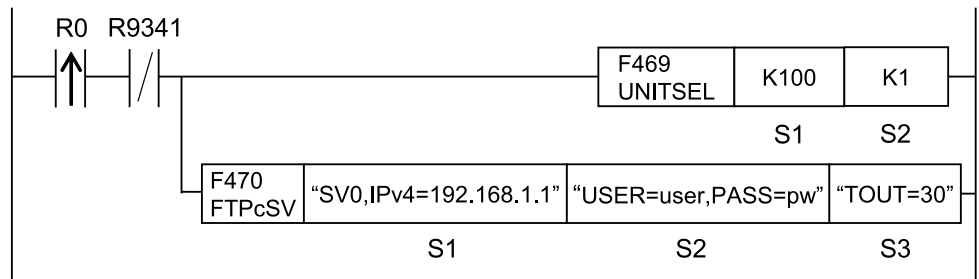 R0 R9341
F469
UNITSEL
K100
K1
S1
S2
F470
FTPcSV
“SV0,IPv4=192.168.1.1”
“USER=user,PASS=pw”
“TOUT=30”
S1
S2
S3